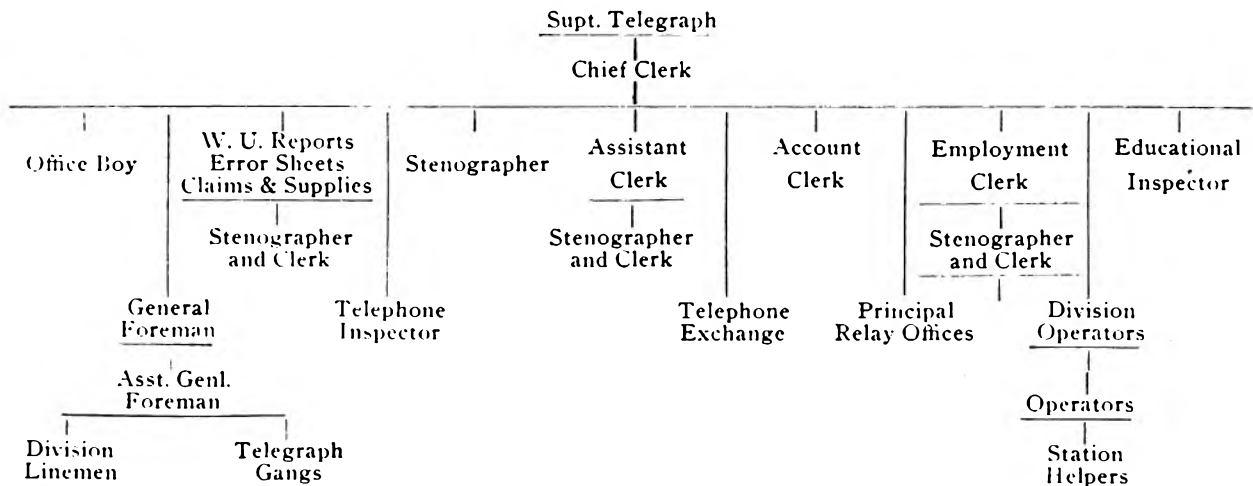 Supt. Telegraph
Chief Clerk
Office Boy
W. U. Reports
Error Sheets
Claims & Supplies
Stenographer
and Clerk
Stenographer
Assistant
Clerk
Stenographer
and Clerk
Account
Clerk
Employment
Clerk
Stenographer
and Clerk
Educational
Inspector
General
Foreman
Telephone
Inspector
Telephone
Exchange
Principal
Relay Offices
Division
Operators
Asst. Genl.
Foreman
Operators
Division
Linemen
Telegraph
Gangs
Station
Helpers